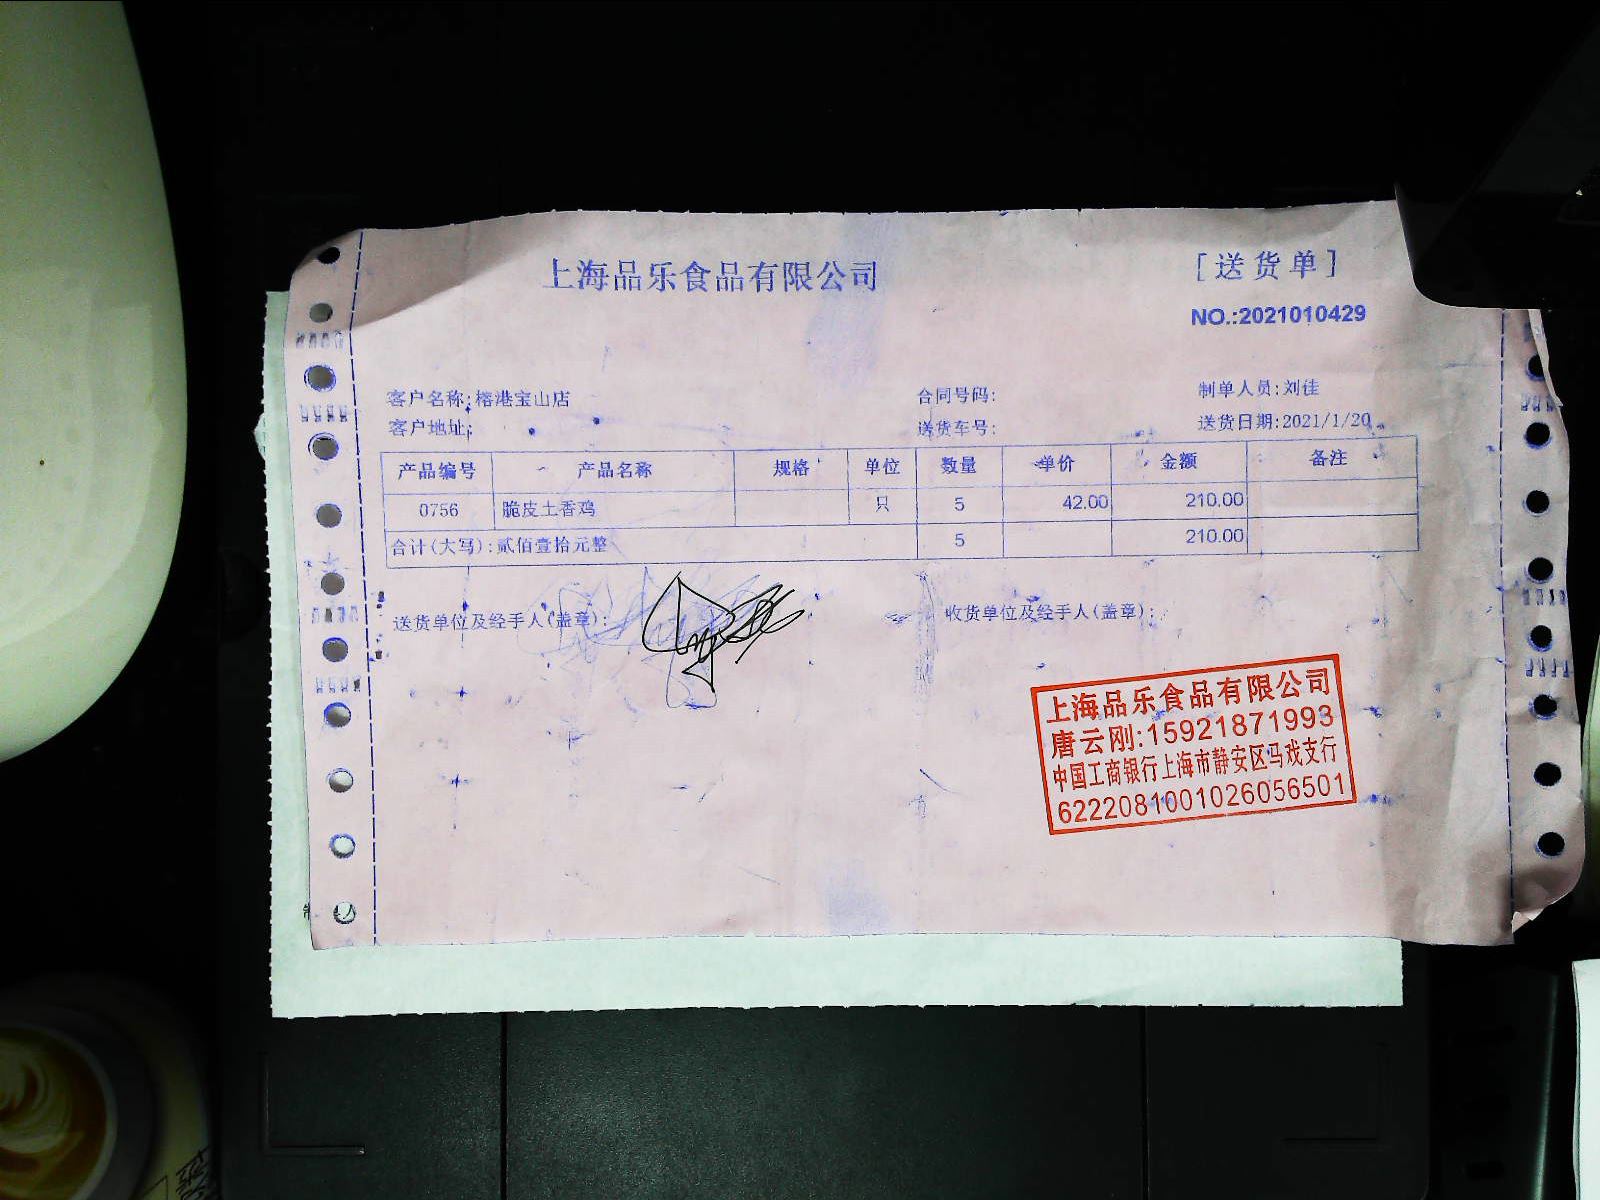 上海品乐食品有限公司
[送货单]
NO.:2021010429
客户名称:榕港宝山店 合同号码: 制单人员:刘佳
客户地址: 送货车号: 送货日期:2021/1/20
产品编号 产品名称 规格 单位 数量 单价 金额 备注
0756 脆皮土香鸡 只 5 42.00 210.00
合计(大写):贰佰壹拾元整 5 210.00
送货单位及经手人(盖章): 收货单位及经手人(盖章):
上海品乐食品有限公司
唐云刚:15921871993
中国工商银行上海市静安区马戏支行
6222081001026056501